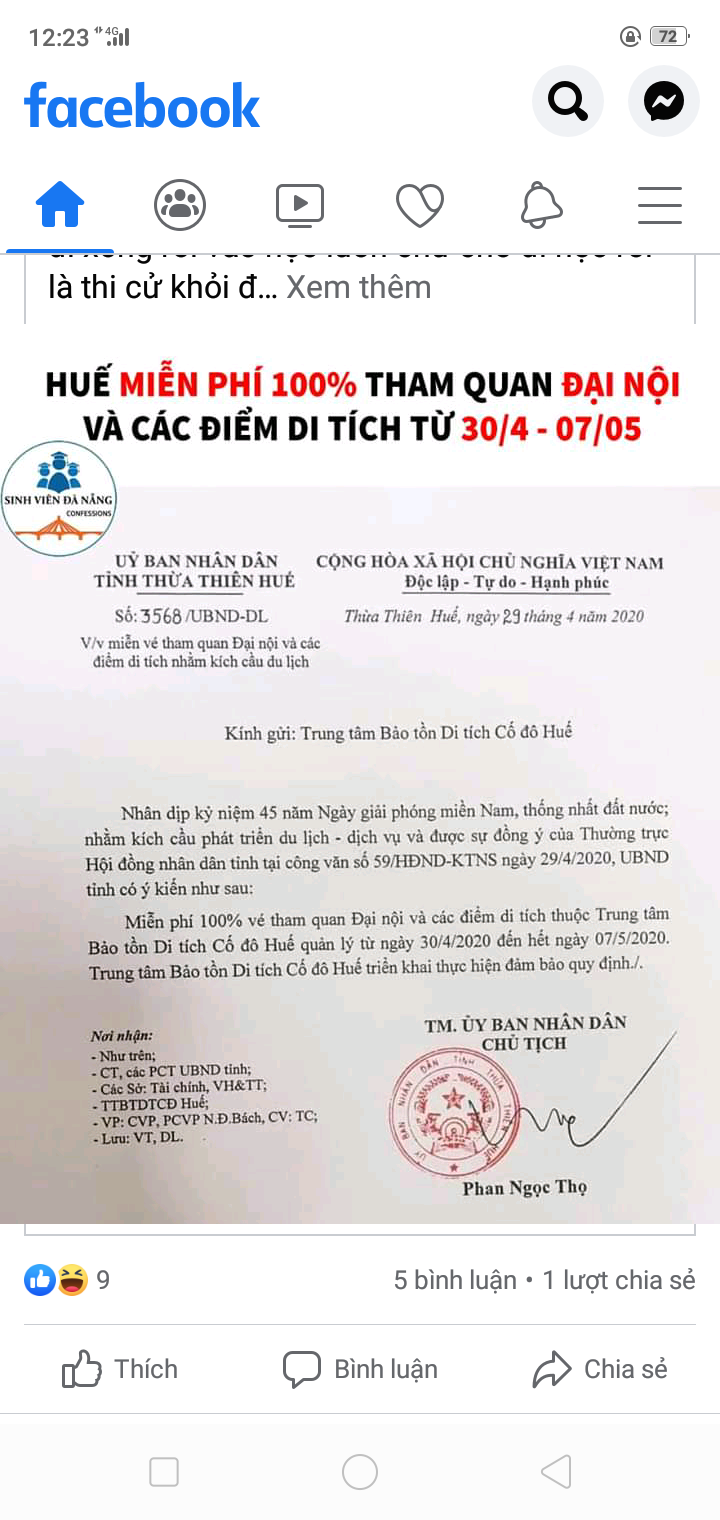 12:23 4G 72
facebook
là thi cử khỏi đ... Xem thêm
HUẾ MIỄN PHÍ 100% THAM QUAN ĐẠI NỘI
VÀ CÁC ĐIỂM DI TÍCH TỪ 30/4 - 07/05
SINH VIÊN ĐÀ NẴNG
CONFESSIONS
UỶ BAN NHÂN DÂN
TỈNH THỪA THIÊN HUẾ
CỘNG HÒA XÃ HỘI CHỦ NGHĨA VIỆT NAM
Độc lập - Tự do - Hạnh phúc
Số: 3568/UBND-DL
Thừa Thiên Huế, ngày 29 tháng 4 năm 2020
V/v miễn vé tham quan Đại nội và các
điểm di tích nhằm kích cầu du lịch
Kính gửi: Trung tâm Bảo tồn Di tích Cố đô Huế
Nhân dịp kỷ niệm 45 năm Ngày giải phóng miền Nam, thống nhất đất nước;
nhằm kích cầu phát triển du lịch - dịch vụ và được sự đồng ý của Thường trực
Hội đồng nhân dân tỉnh tại công văn số 59/HĐND-KTNS ngày 29/4/2020, UBND
tỉnh có ý kiến như sau:
Miễn phí 100% vé tham quan Đại nội và các điểm di tích thuộc Trung tâm
Bảo tồn Di tích Cố đô Huế quản lý từ ngày 30/4/2020 đến hết ngày 07/5/2020.
Trung tâm Bảo tồn Di tích Cố đô Huế triển khai thực hiện đảm bảo quy định./.
Nơi nhận:
- Như trên;
- CT, các PCT UBND tỉnh;
- Các Sở: Tài chính, VH&TT;
- TTBTDTCĐ Huế;
- VP: CVP, PCVP N.Đ.Bách, CV: TC;
- Lưu: VT, DL.
TM. ỦY BAN NHÂN DÂN
CHỦ TỊCH
ỦY BAN NHÂN DÂN TỈNH THỪA THIÊN HUẾ
Phan Ngọc Thọ
9
5 bình luận • 1 lượt chia sẻ
Thích
Bình luận
Chia sẻ